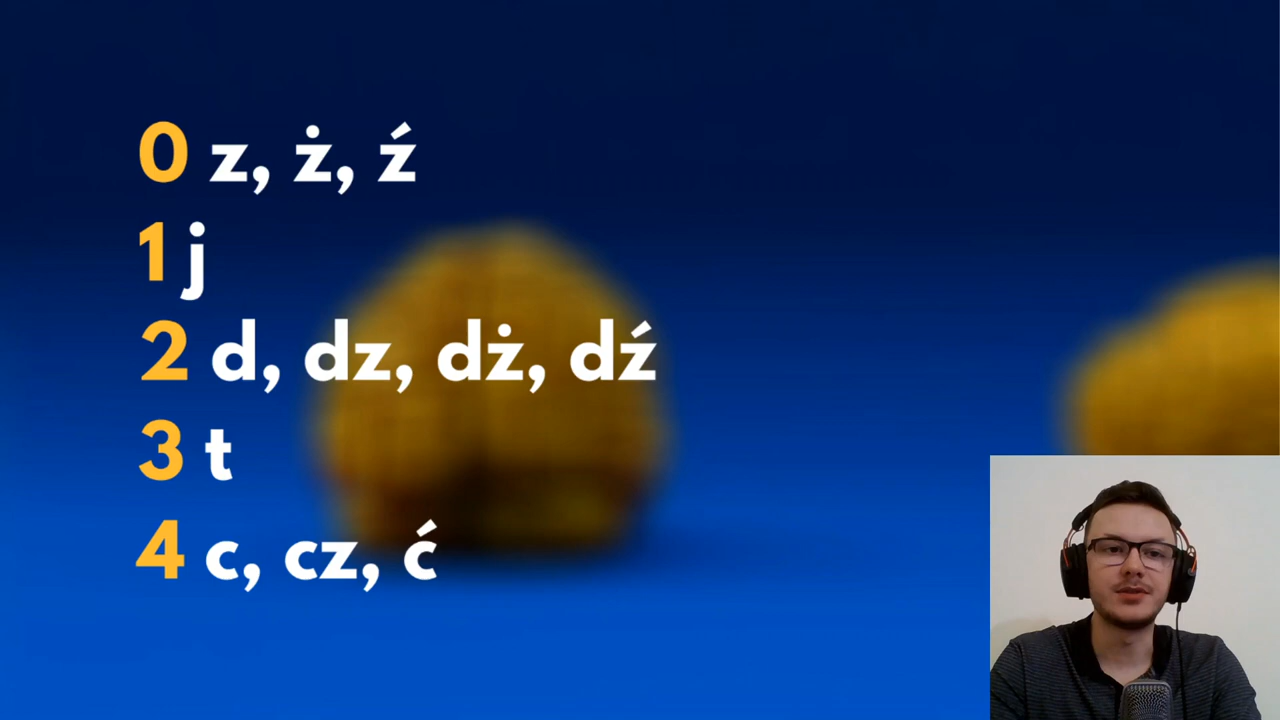 0 z, ż, ź
1 j
2 d, dz, dż, dź
3 t
4 c, cz, ć